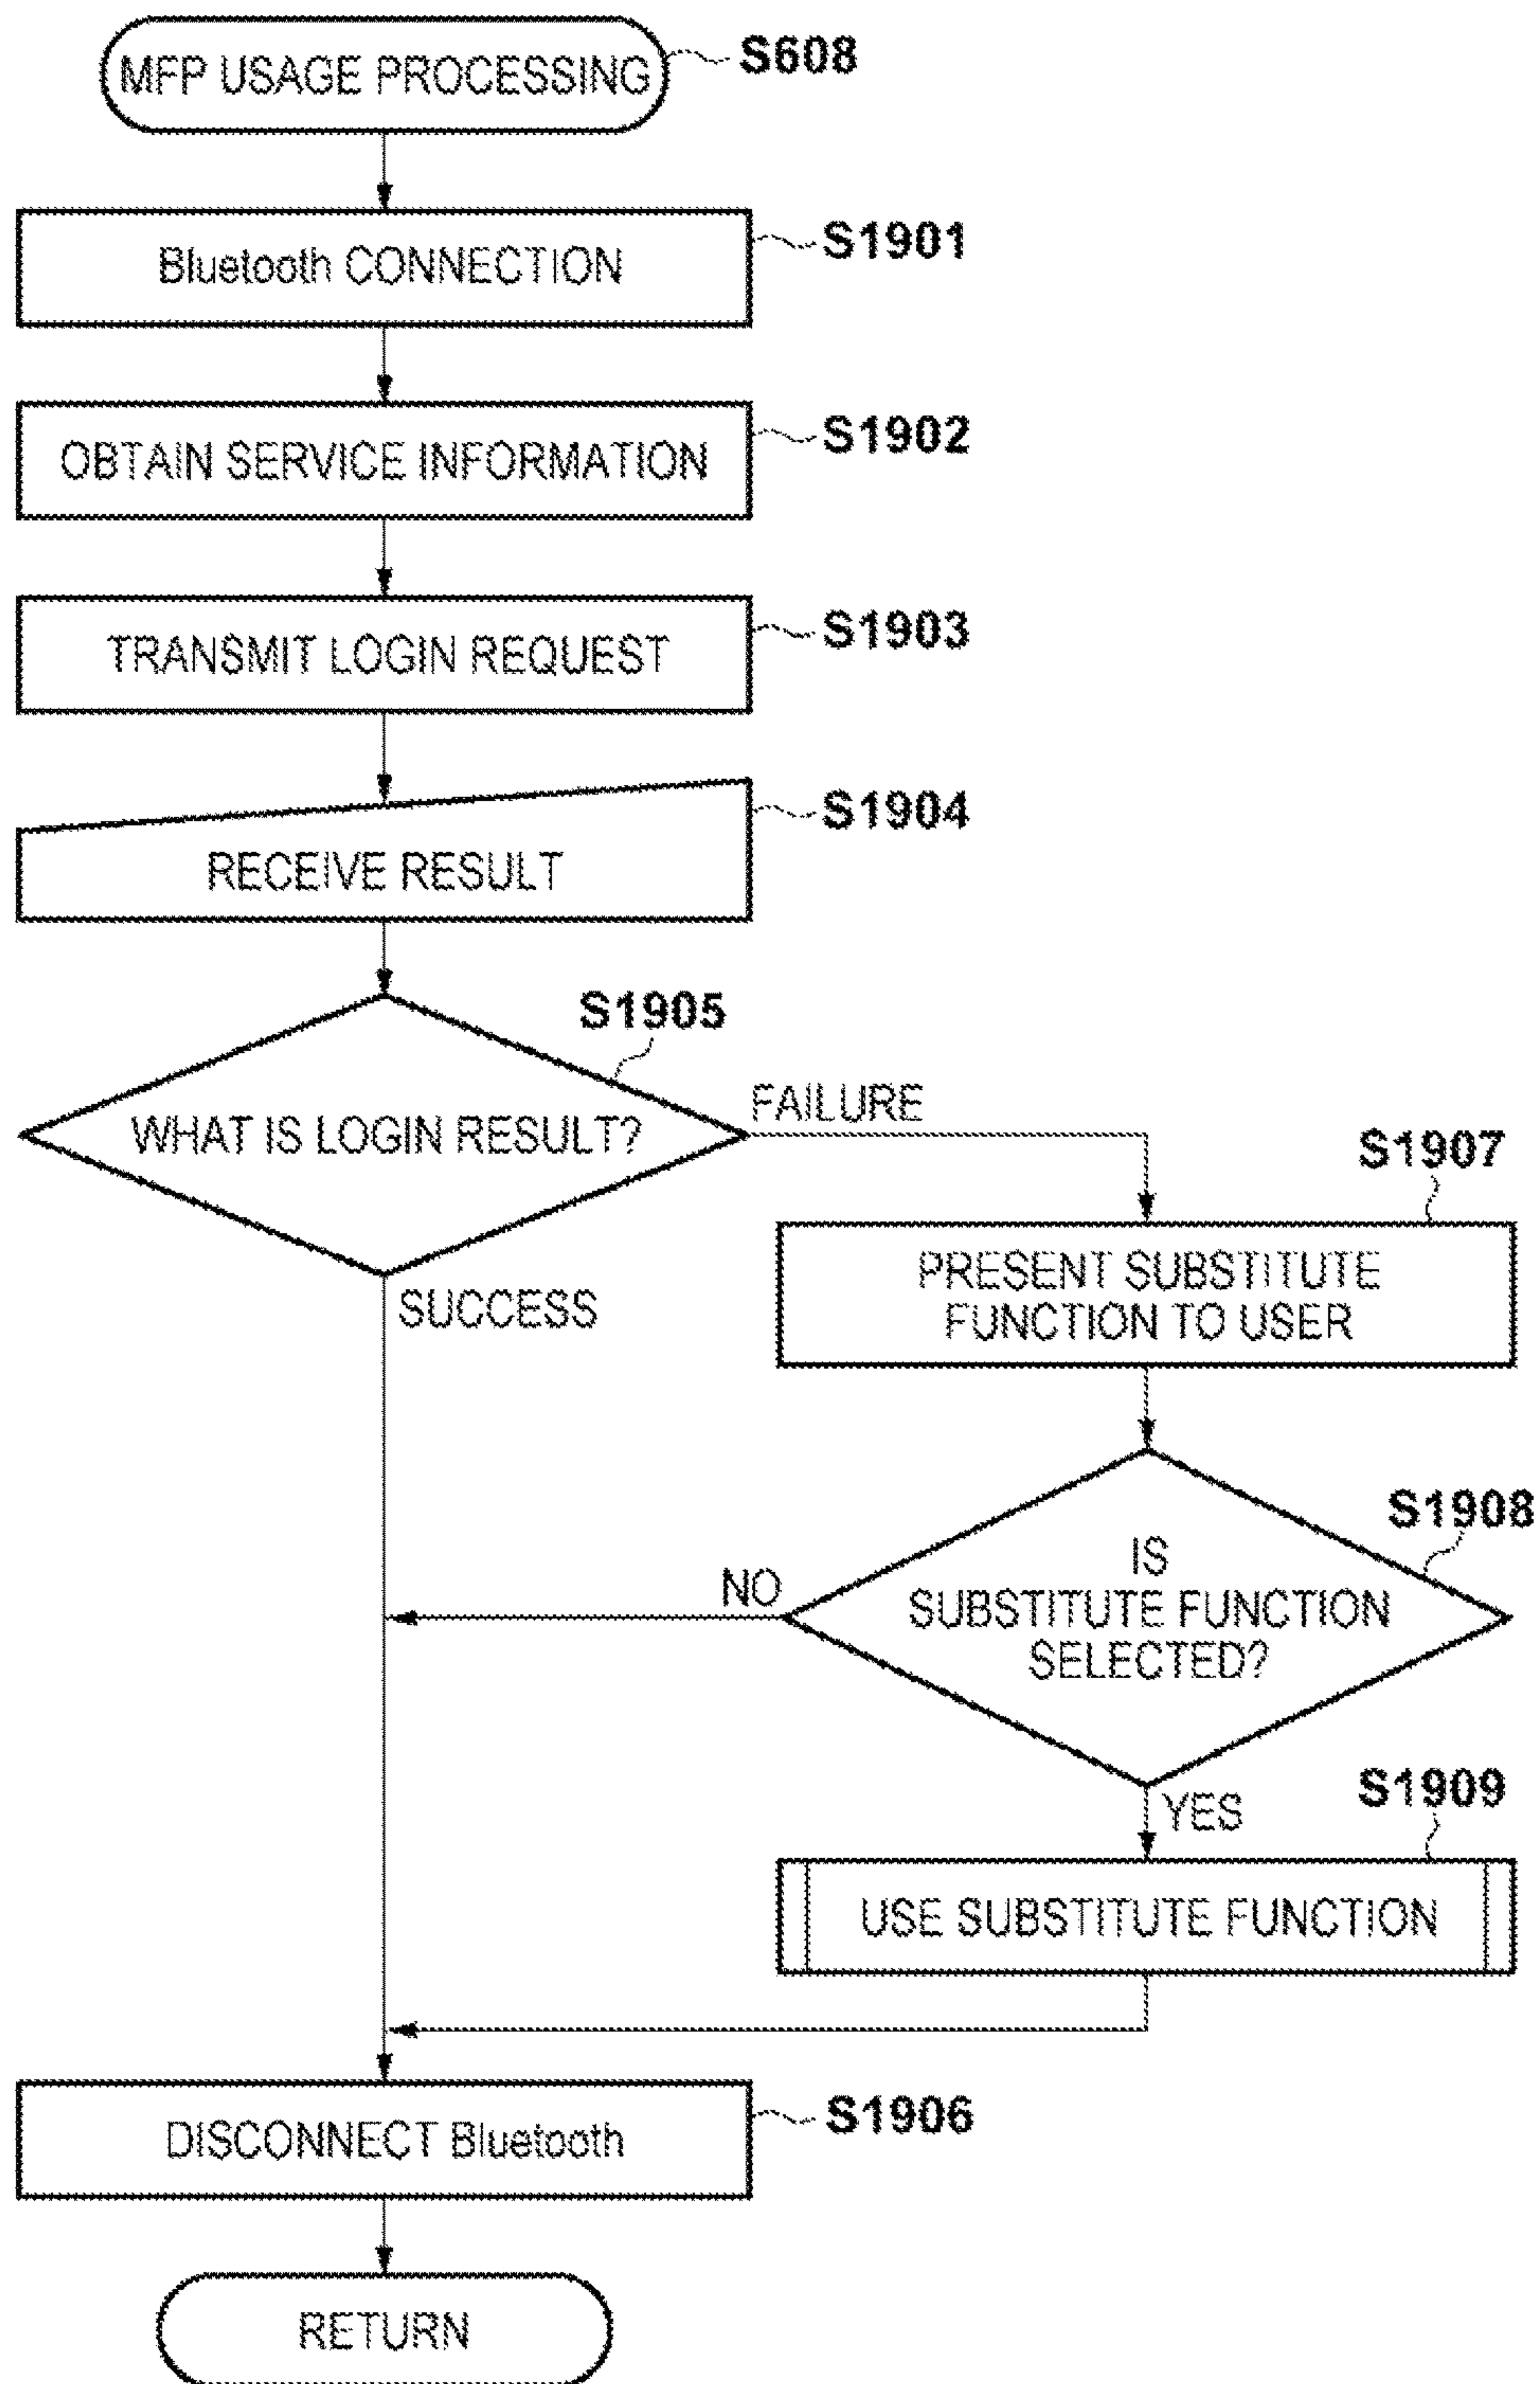 MFP USAGE PROCESSING
S608
Bluetooth CONNECTION
S1901
OBTAIN SERVICE INFORMATION
S1902
TRANSMIT LOGIN REQUEST
S1903
RECEIVE RESULT
S1904
S1905
WHAT IS LOGIN RESULT?
FAILURE
SUCCESS
S1907
PRESENT SUBSTITUTE
FUNCTION TO USER
S1908
IS
SUBSTITUTE FUNCTION
SELECTED?
NO
YES
S1909
USE SUBSTITUTE FUNCTION
DISCONNECT Bluetooth
S1906
RETURN